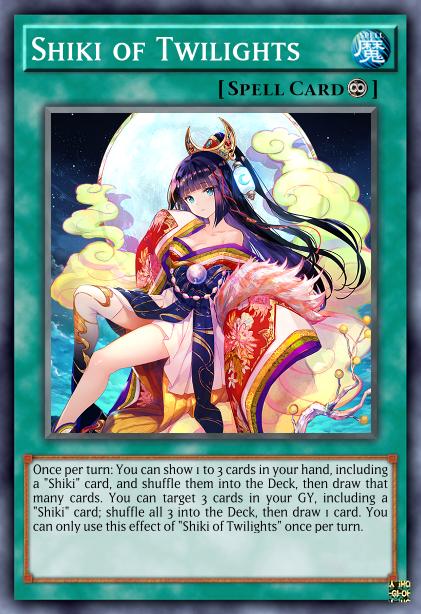 Shiki of Twilights
SPELL
魔
[Spell Card]
Once per turn: You can show 1 to 3 cards in your hand, including
a "Shiki" card, and shuffle them into the Deck, then draw that
many cards. You can target 3 cards in your GY, including a
"Shiki" card; shuffle all 3 into the Deck, then draw 1 card. You
can only use this effect of "Shiki of Twilights" once per turn.